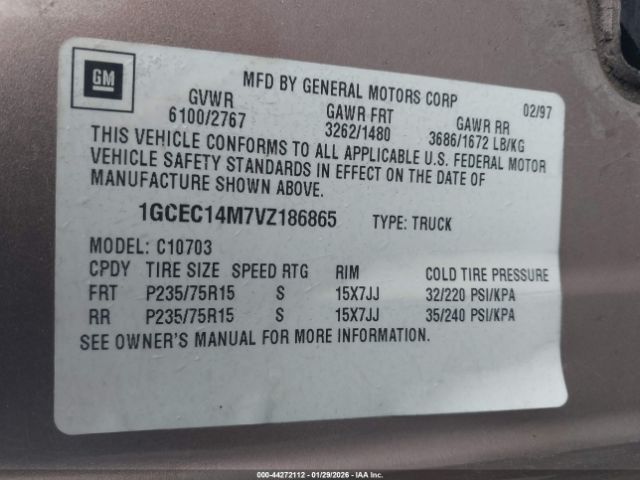 GM
MFD BY GENERAL MOTORS CORP 02/97
GVWR GAWR FRT GAWR RR
6100/2767 3262/1480 3686/1672 LB/KG
THIS VEHICLE CONFORMS TO ALL APPLICABLE U.S. FEDERAL MOTOR
VEHICLE SAFETY STANDARDS IN EFFECT ON THE DATE OF
MANUFACTURE SHOWN ABOVE.
1GCEC14M7VZ186865 TYPE: TRUCK
MODEL: C10703
CPDY TIRE SIZE SPEED RTG RIM COLD TIRE PRESSURE
FRT P235/75R15 S 15X7JJ 32/220 PSI/KPA
RR P235/75R15 S 15X7JJ 35/240 PSI/KPA
SEE OWNER'S MANUAL FOR MORE INFORMATION.
000-44272112 - 01/29/2026 - IAA Inc.